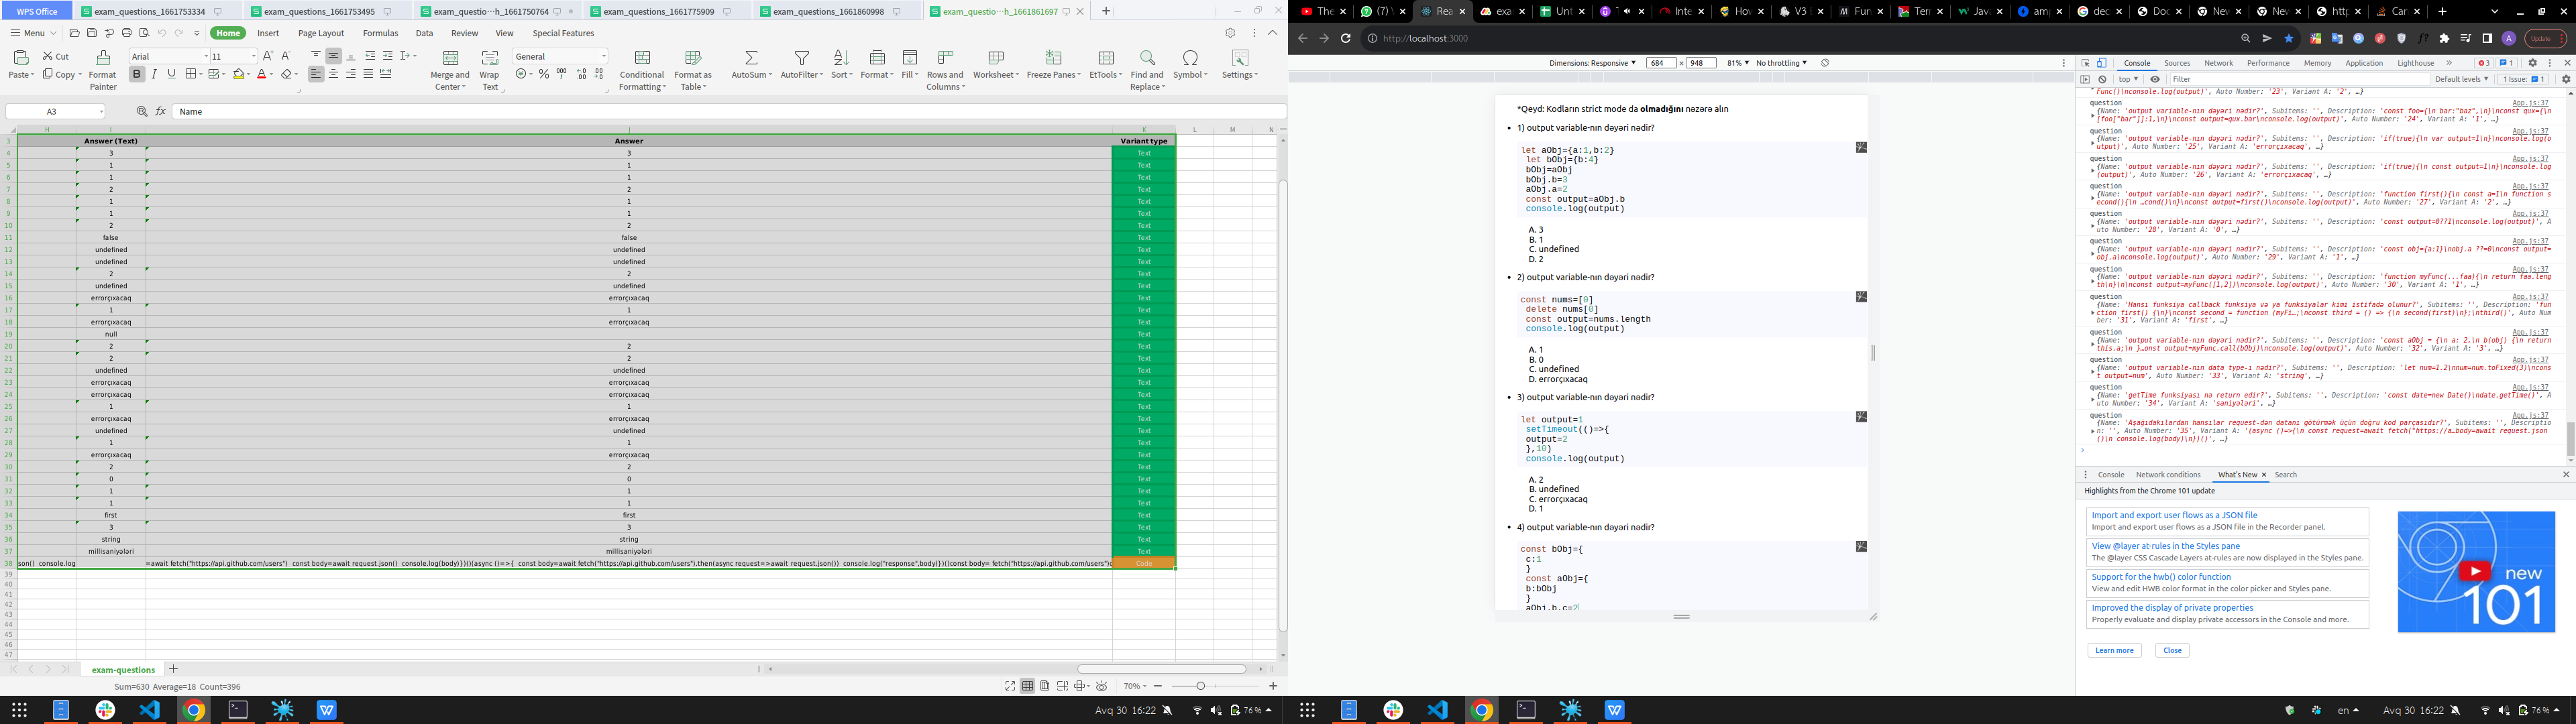 WPS Office
exam_questions_1661753334
exam_questions_1661753495
exam_questio···h_1661750764
exam_questions_1661775909
exam_questions_1661860998
exam_questio···h_1661861697
Menu
Home
Insert
Page Layout
Formulas
Data
Review
View
Special Features
Paste
Cut
Copy
Format Painter
Arial
11
Merge and Center
Wrap Text
General
Conditional Formatting
Format as Table
AutoSum
AutoFilter
Sort
Format
Fill
Rows and Columns
Worksheet
Freeze Panes
EtTools
Find and Replace
Symbol
Settings
A3
Name
H I J K L M N
3 Answer (Text) Answer Variant type
4 3 3 Text
5 1 1 Text
6 1 1 Text
7 2 2 Text
8 1 1 Text
9 1 1 Text
10 2 2 Text
11 false false Text
12 undefined undefined Text
13 undefined undefined Text
14 2 2 Text
15 undefined undefined Text
16 errorçıxacaq errorçıxacaq Text
17 1 1 Text
18 errorçıxacaq errorçıxacaq Text
19 null null Text
20 2 2 Text
21 2 2 Text
22 undefined undefined Text
23 errorçıxacaq errorçıxacaq Text
24 errorçıxacaq errorçıxacaq Text
25 1 1 Text
26 errorçıxacaq errorçıxacaq Text
27 undefined undefined Text
28 1 1 Text
29 errorçıxacaq errorçıxacaq Text
30 2 2 Text
31 0 0 Text
32 1 1 Text
33 1 1 Text
34 first first Text
35 3 3 Text
36 string string Text
37 millisaniyələri millisaniyələri Text
38 son() console.log =await fetch("https://api.github.com/users") const body=await request.json() console.log(body)})()(async ()=>{ const body=await fetch("https://api.github.com/users").then(async request=>await request.json()) console.log("response",body)})()const body= fetch("https://api.github.com/users") Code
39
40
41
42
43
44
45
46
47
exam-questions
Sum=630 Average=18 Count=396
70%
Avq 30 16:22
76 %
http://localhost:3000
Update
Dimensions: Responsive
684 × 948
81%
No throttling
*Qeyd: Kodların strict mode da olmadığını nəzərə alın
1) output variable-nın dəyəri nədir?
let aObj={a:1,b:2}
let bObj={b:4}
bObj=aObj
bObj.b=3
aObj.a=2
const output=aObj.b
console.log(output)
A. 3
B. 1
C. undefined
D. 2
2) output variable-nın dəyəri nədir?
const nums=[0]
delete nums[0]
const output=nums.length
console.log(output)
A. 1
B. 0
C. undefined
D. errorçıxacaq
3) output variable-nın dəyəri nədir?
let output=1
setTimeout(()=>{
output=2
},10)
console.log(output)
A. 2
B. undefined
C. errorçıxacaq
D. 1
4) output variable-nın dəyəri nədir?
const bObj={
c:1
}
const aObj={
b:bObj
}
aObj.b.c=2
Console
Sources
Network
Performance
Memory
Application
Lighthouse
3
1
top
Filter
Default levels
1 Issue: 1
Func()\nconsole.log(output)', Auto Number: '23', Variant A: '2', …}
question App.js:37
{Name: 'output variable-nın dəyəri nədir?', Subitems: '', Description: 'const foo={\n bar:"baz",\n}\nconst qux={\n [foo["bar"]]:1,\n}\nconst output=qux.bar\nconsole.log(output)', Auto Number: '24', Variant A: '1', …}
question App.js:37
{Name: 'output variable-nın dəyəri nədir?', Subitems: '', Description: 'if(true){\n var output=1\n}\nconsole.log(output)', Auto Number: '25', Variant A: 'errorçıxacaq', …}
question App.js:37
{Name: 'output variable-nın dəyəri nədir?', Subitems: '', Description: 'if(true){\n const output=1\n}\nconsole.log(output)', Auto Number: '26', Variant A: 'errorçıxacaq', …}
question App.js:37
{Name: 'output variable-nın dəyəri nədir?', Subitems: '', Description: 'function first(){\n const a=1\n function second(){\n …cond()\n}\nconst output=first()\nconsole.log(output)', Auto Number: '27', Variant A: '2', …}
question App.js:37
{Name: 'output variable-nın dəyəri nədir?', Subitems: '', Description: 'const output=0??1\nconsole.log(output)', Auto Number: '28', Variant A: '0', …}
question App.js:37
{Name: 'output variable-nın dəyəri nədir?', Subitems: '', Description: 'const obj={a:1}\nobj.a ??=0\nconst output=obj.a\nconsole.log(output)', Auto Number: '29', Variant A: '1', …}
question App.js:37
{Name: 'output variable-nın dəyəri nədir?', Subitems: '', Description: 'function myFunc(...faa){\n return faa.length\n}\n\nconst output=myFunc([1,2])\nconsole.log(output)', Auto Number: '30', Variant A: '1', …}
question App.js:37
{Name: 'Hansı funksiya callback funksiya və ya funksiyalar kimi istifadə olunur?', Subitems: '', Description: 'function first() {\n}\nconst second = function (myFi…;\nconst third = () => {\n second(first)\n};\nthird()', Auto Number: '31', Variant A: 'first', …}
question App.js:37
{Name: 'output variable-nın dəyəri nədir?', Subitems: '', Description: 'const aObj = {\n a: 2,\n b(obj) {\n return this.a;\n }…onst output=myFunc.call(bObj)\nconsole.log(output)', Auto Number: '32', Variant A: '3', …}
question App.js:37
{Name: 'output variable-nın data type-ı nədir?', Subitems: '', Description: 'let num=1.2\nnum=num.toFixed(3)\nconst output=num', Auto Number: '33', Variant A: 'string', …}
question App.js:37
{Name: 'getTime funksiyası nə return edir?', Subitems: '', Description: 'const date=new Date()\ndate.getTime()', Auto Number: '34', Variant A: 'saniyələri', …}
question App.js:37
{Name: 'Aşağıdakılardan hansılar request-dən datanı götürmək üçün doğru kod parçasıdır?', Subitems: '', Description: '', Auto Number: '35', Variant A: '(async ()=>{\n const request=await fetch("https://a…body=await request.json()\n console.log(body)\n})()', …}
Console
Network conditions
What's New
Search
Highlights from the Chrome 101 update
Import and export user flows as a JSON file
Import and export user flows as a JSON file in the Recorder panel.
View @layer at-rules in the Styles pane
The @layer CSS Cascade Layers at-rules are now displayed in the Styles pane.
Support for the hwb() color function
View and edit HWB color format in the color picker and Styles pane.
Improved the display of private properties
Properly evaluate and display private accessors in the Console and more.
Learn more
Close
new
101
en
Avq 30 16:22
76 %